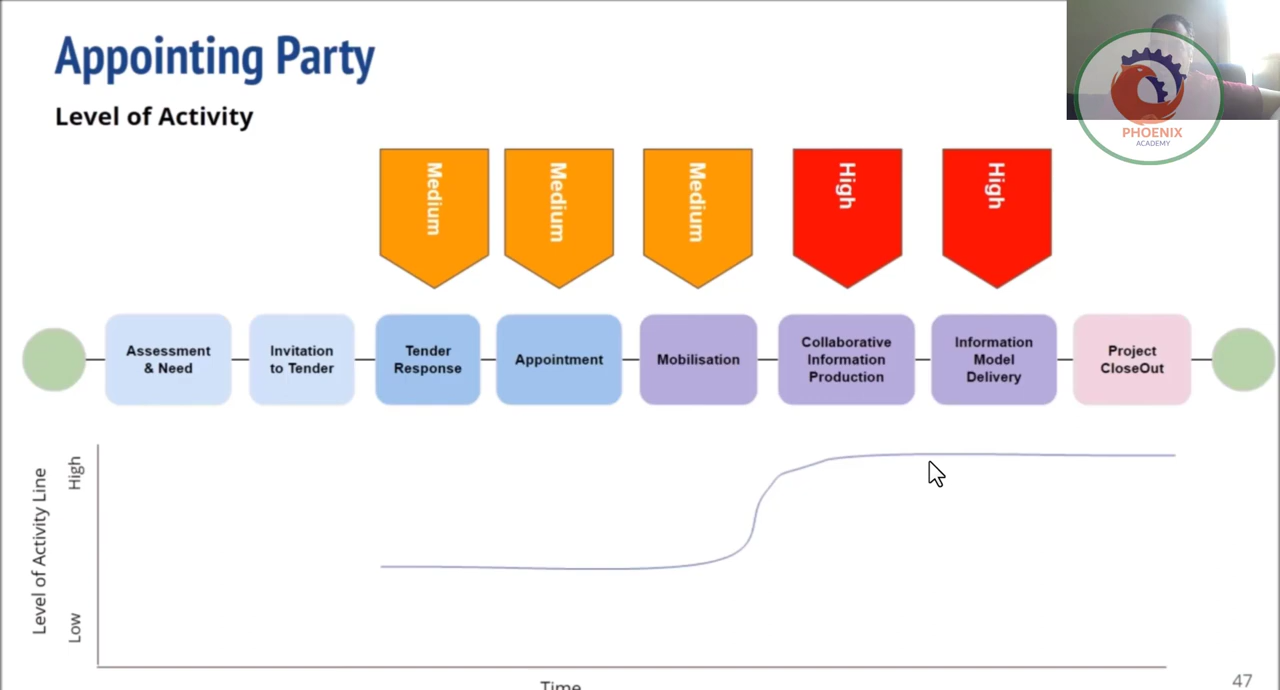 Appointing Party
Level of Activity
PHOENIX
ACADEMY
Medium
Medium
Medium
High
High
Assessment
& Need
Invitation
to Tender
Tender
Response
Appointment
Mobilisation
Collaborative
Information
Production
Information
Model
Delivery
Project
CloseOut
Level of Activity Line
High
Low
Time
47